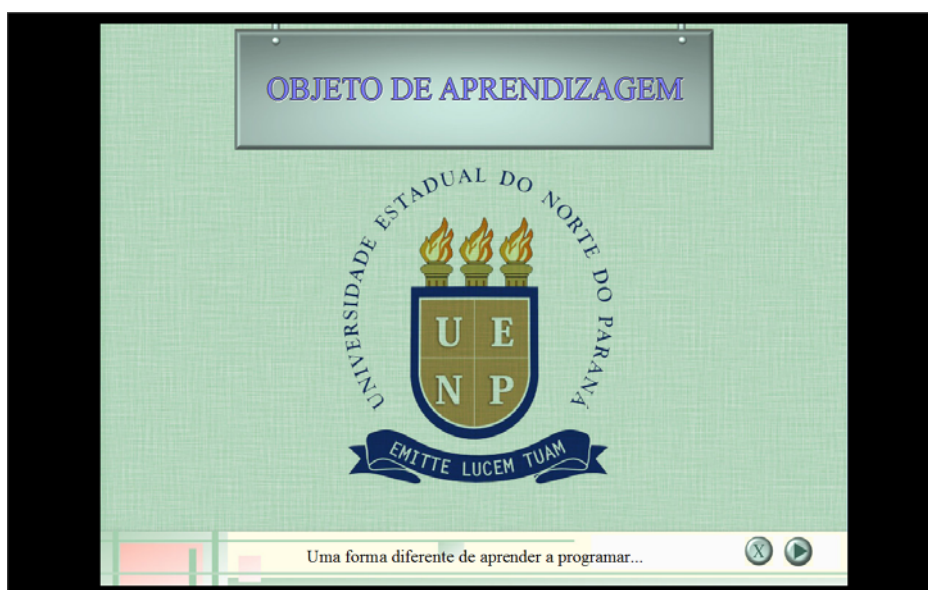 OBJETO DE APRENDIZAGEM
UNIVERSIDADE ESTADUAL DO NORTE DO PARANÁ
U E
N P
EMITTE LUCEM TUAM
Uma forma diferente de aprender a programar...
X